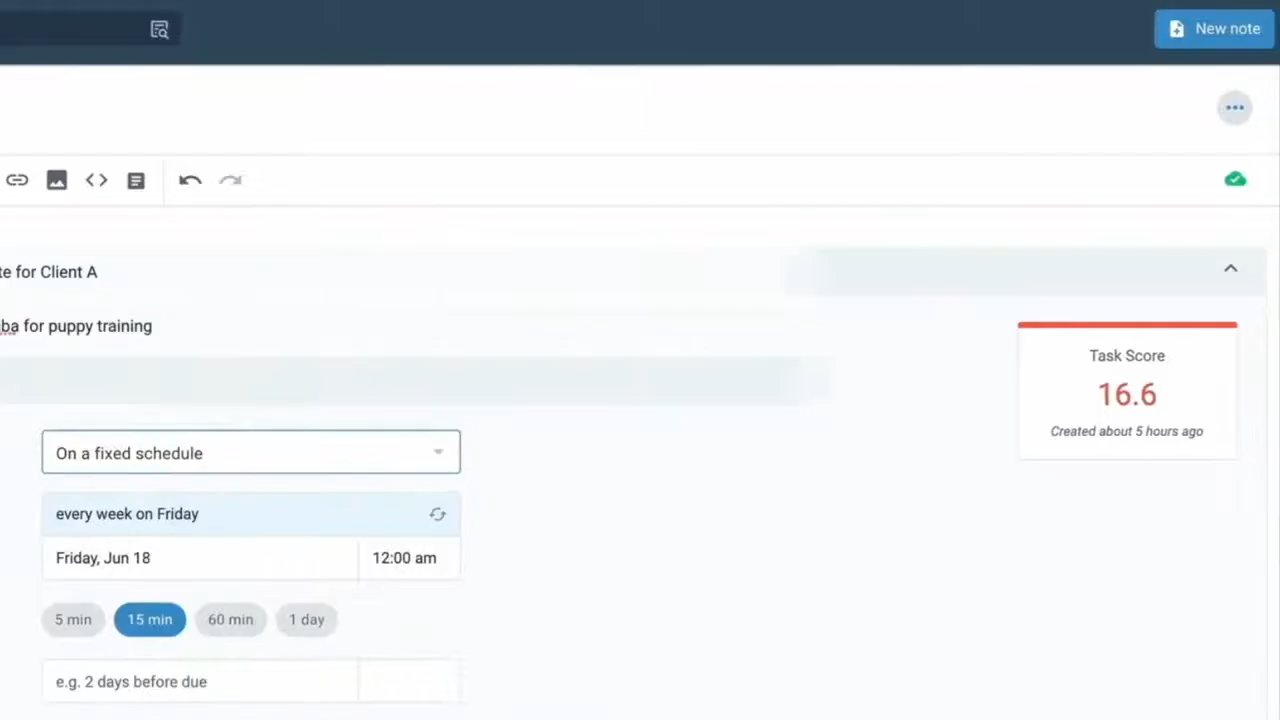 New note
te for Client A
ba for puppy training
Task Score
16.6
Created about 5 hours ago
On a fixed schedule
every week on Friday
Friday, Jun 18 12:00 am
5 min 15 min 60 min 1 day
e.g. 2 days before due